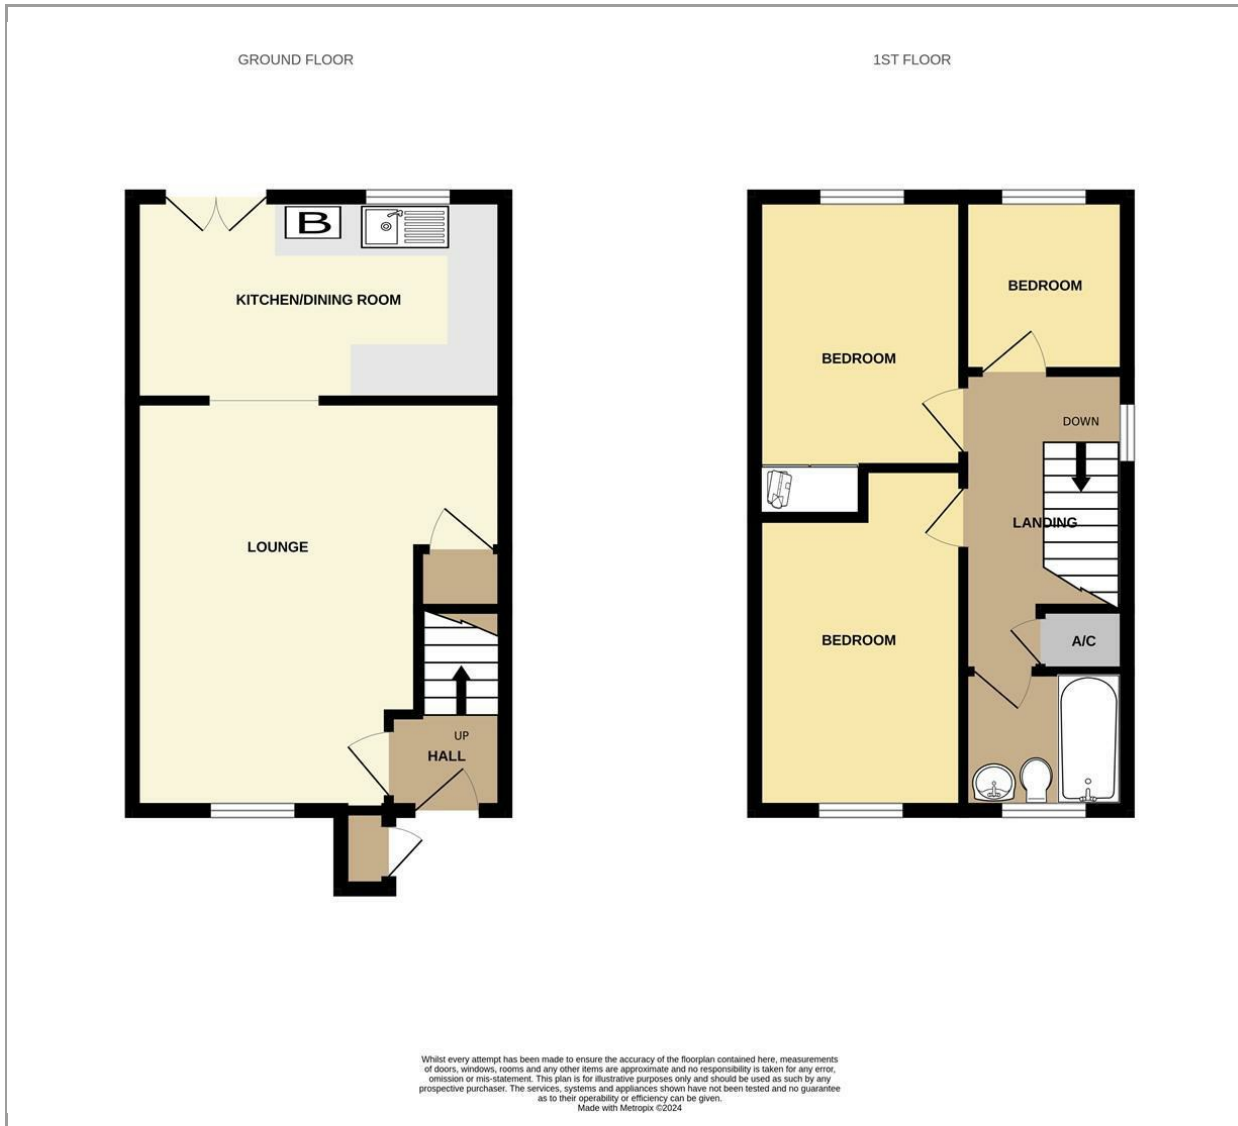 GROUND FLOOR
1ST FLOOR
B
KITCHEN/DINING ROOM
LOUNGE
UP
HALL
BEDROOM
BEDROOM
DOWN
LANDING
BEDROOM
A/C
Whilst every attempt has been made to ensure the accuracy of the floorplan contained here, measurements
of doors, windows, rooms and any other items are approximate and no responsibility is taken for any error,
omission or mis-statement. This plan is for illustrative purposes only and should be used as such by any
prospective purchaser. The services, systems and appliances shown have not been tested and no guarantee
as to their operability or efficiency can be given.
Made with Metropix ©2024